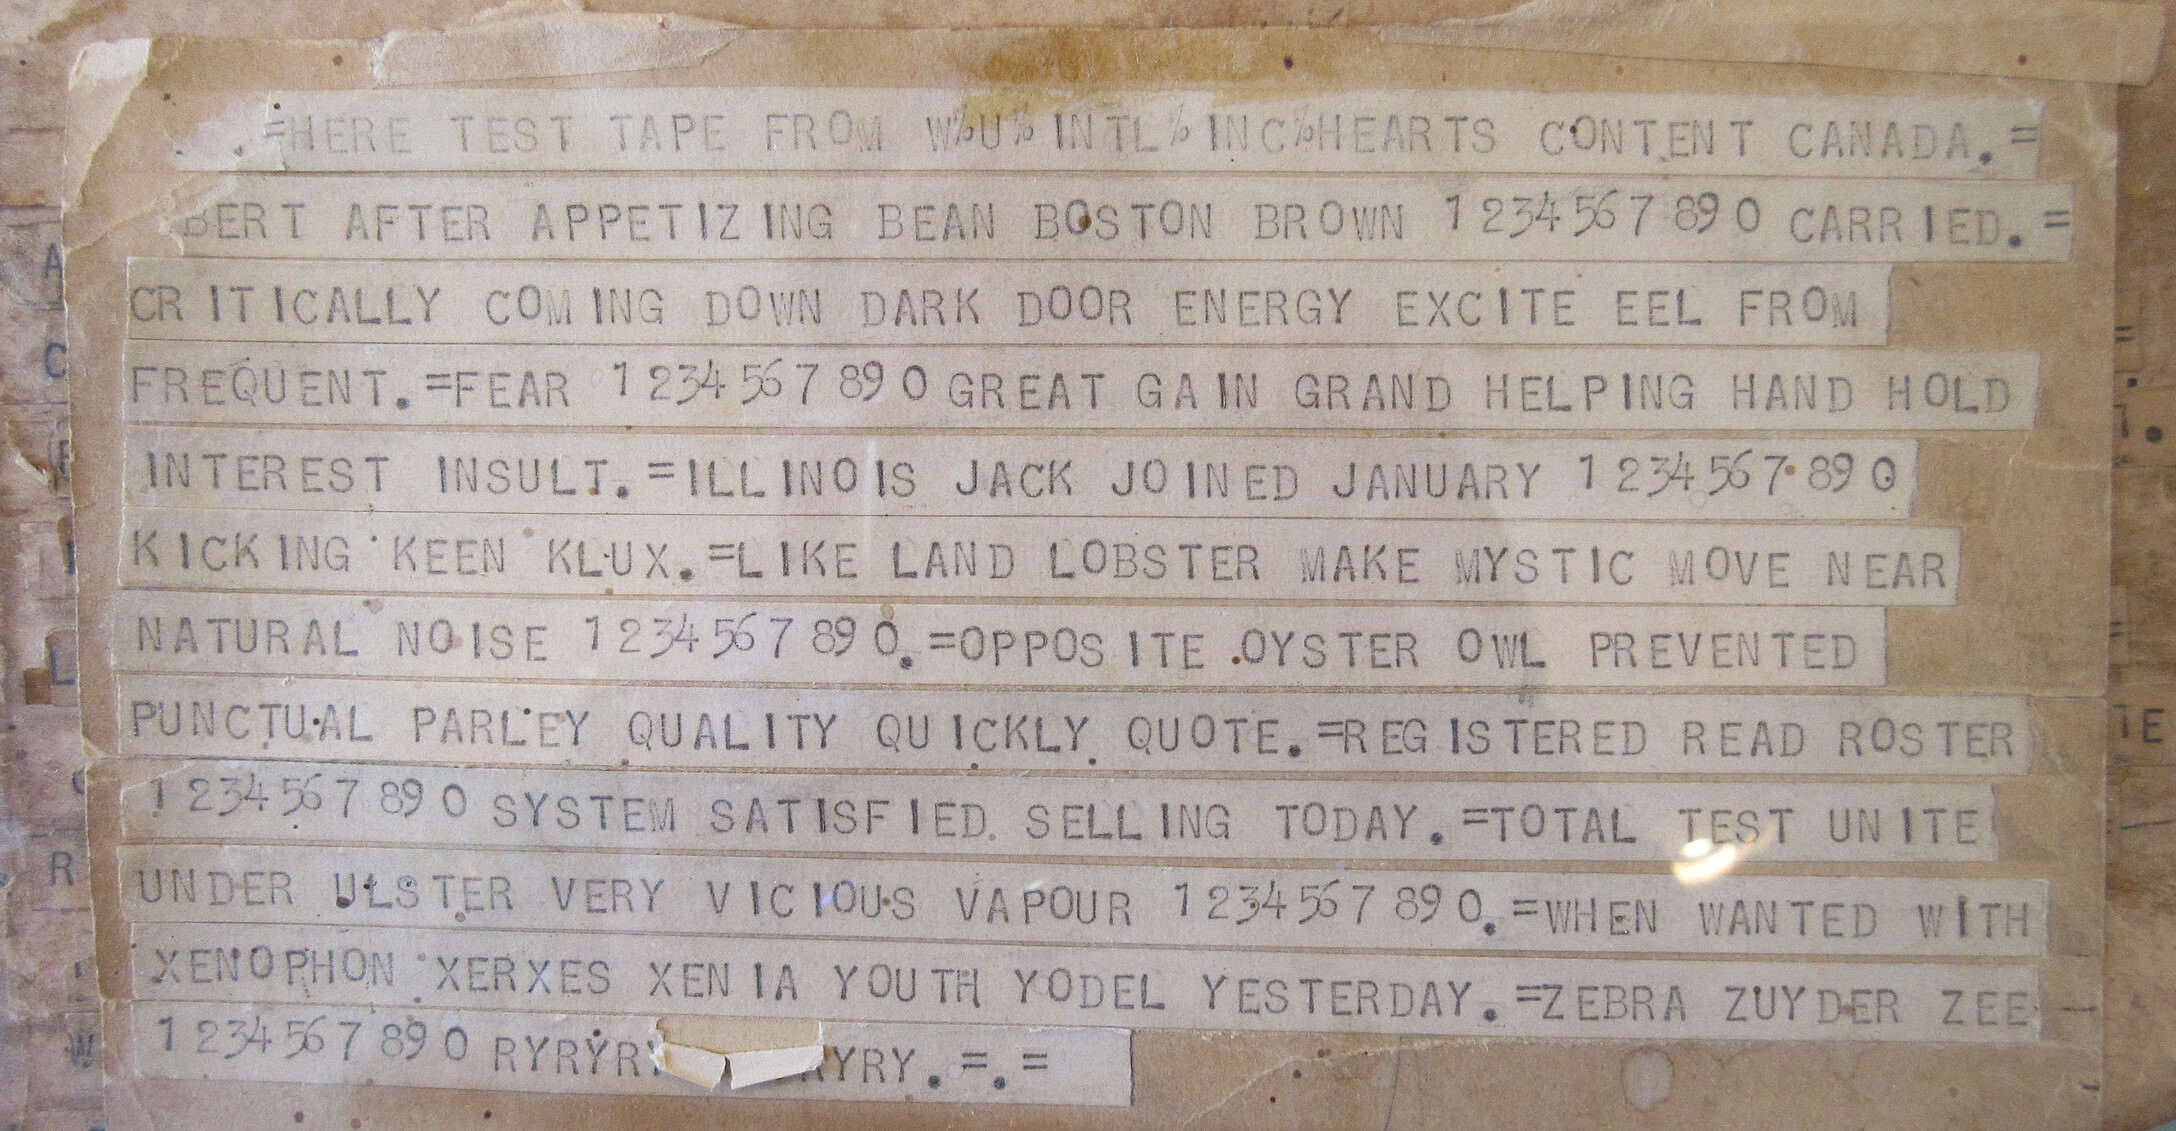 .=HERE TEST TAPE FROM W%U% INTL% INC%HEARTS CONTENT CANADA.=
BERT AFTER APPETIZING BEAN BOSTON BROWN 1234567890 CARRIED.=
CRITICALLY COMING DOWN DARK DOOR ENERGY EXCITE EEL FROM
FREQUENT.=FEAR 1234567890 GREAT GAIN GRAND HELPING HAND HOLD
INTEREST INSULT.=ILLINOIS JACK JOINED JANUARY 1234567890
KICKING KEEN KLUX.=LIKE LAND LOBSTER MAKE MYSTIC MOVE NEAR
NATURAL NOISE 1234567890.=OPPOSITE OYSTER OWL PREVENTED
PUNCTUAL PARLEY QUALITY QUICKLY QUOTE.=REGISTERED READ ROSTER
1234567890 SYSTEM SATISFIED SELLING TODAY.=TOTAL TEST UNITE
UNDER ULSTER VERY VICIOUS VAPOUR 1234567890.=WHEN WANTED WITH
XENOPHON XERXES XENIA YOUTH YODEL YESTERDAY.=ZEBRA ZUYDER ZEE
1234567890 RYRYRY RYRY.=.=